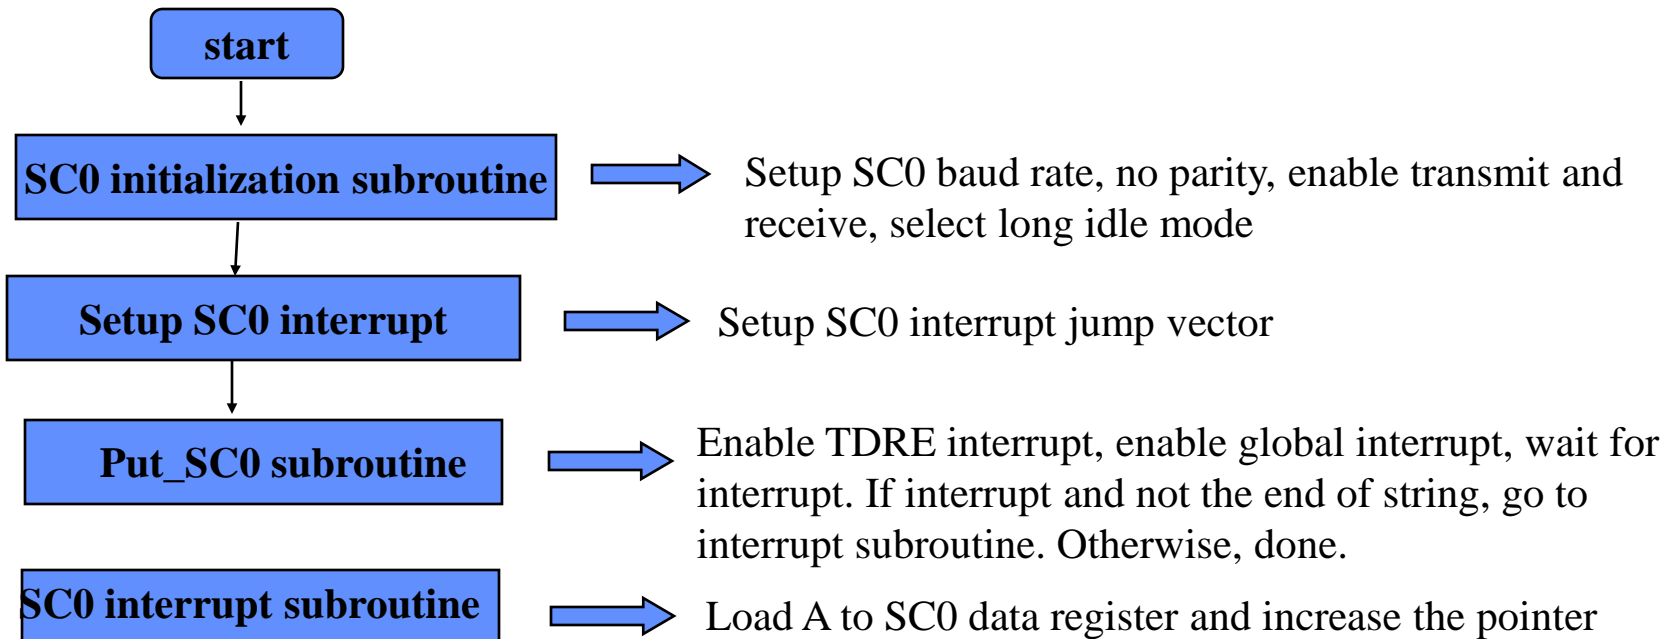 start
SC0 initialization subroutine
Setup SC0 baud rate, no parity, enable transmit and
receive, select long idle mode
Setup SC0 interrupt
Setup SC0 interrupt jump vector
Put_SC0 subroutine
Enable TDRE interrupt, enable global interrupt, wait for
interrupt. If interrupt and not the end of string, go to
interrupt subroutine. Otherwise, done.
SC0 interrupt subroutine
Load A to SC0 data register and increase the pointer